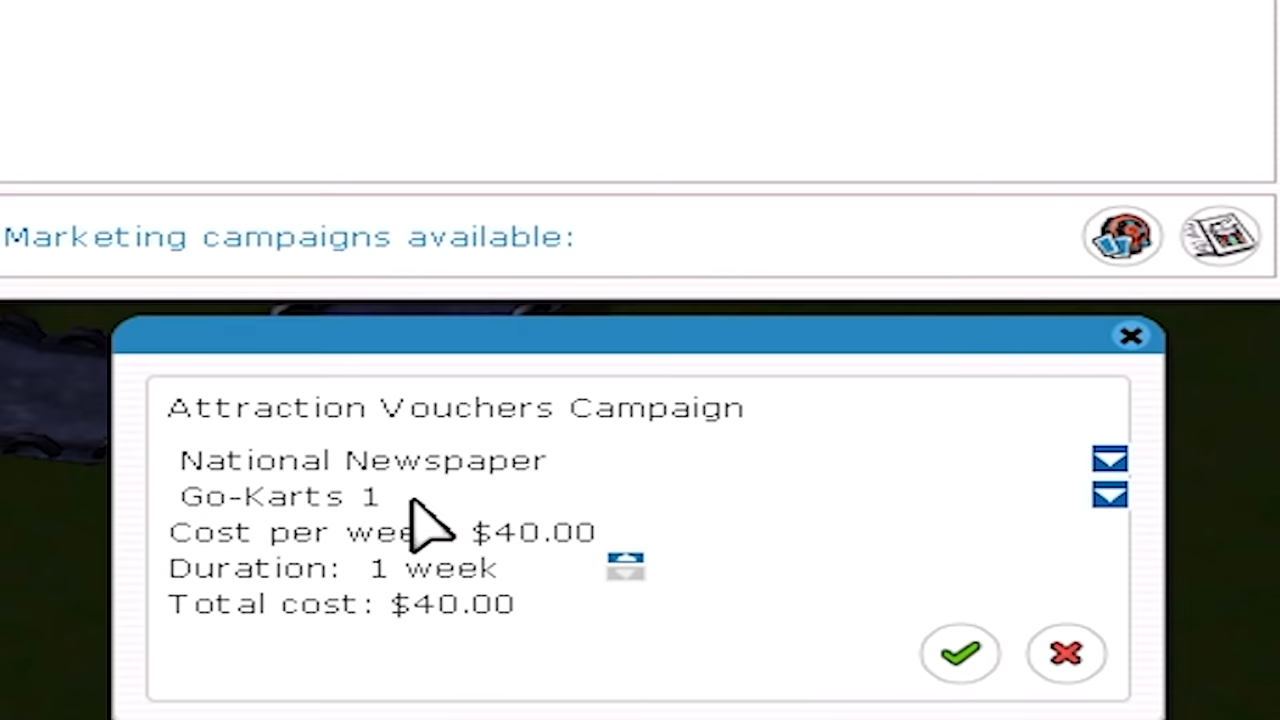 Marketing campaigns available:
Attraction Vouchers Campaign
National Newspaper
Go-Karts 1
Cost per wee $40.00
Duration: 1 week
Total cost: $40.00